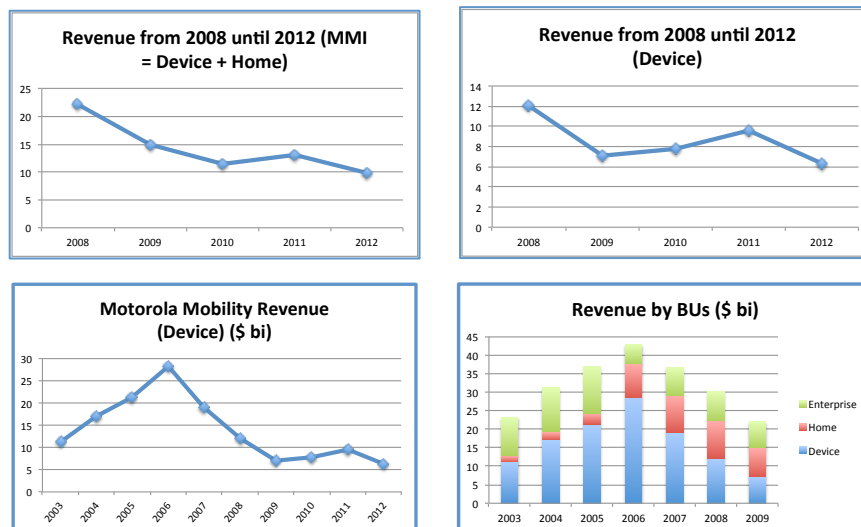 Revenue from 2008 until 2012 (MMI
= Device + Home)
25
20
15
10
5
0
2008 2009 2010 2011 2012
Revenue from 2008 until 2012
(Device)
14
12
10
8
6
4
2
0
2008 2009 2010 2011 2012
Motorola Mobility Revenue
(Device) ($ bi)
30
25
20
15
10
5
0
2003 2004 2005 2006 2007 2008 2009 2010 2011 2012
Revenue by BUs ($ bi)
45
40
35
30
25
20
15
10
5
0
2003 2004 2005 2006 2007 2008 2009
Enterprise
Home
Device